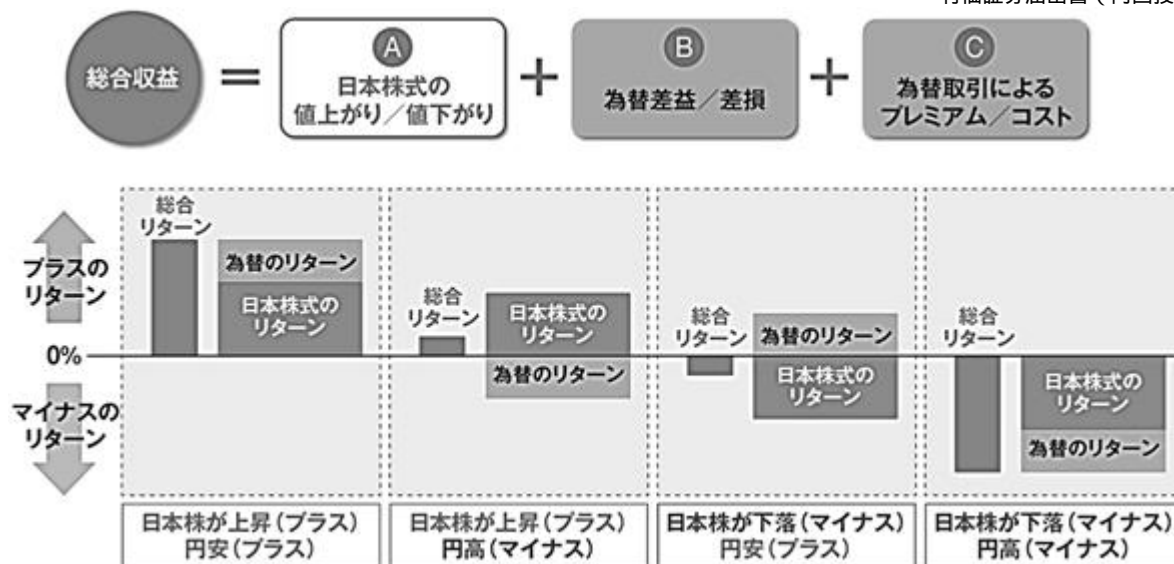 総合収益
=
A
日本株式の
値上がり／値下がり
+
B
為替差益／差損
+
C
為替取引による
プレミアム／コスト
プラスの
リターン
0%
マイナスの
リターン
総合
リターン
為替のリターン
日本株式の
リターン
日本株が上昇(プラス)
円安(プラス)
総合
リターン
日本株式の
リターン
為替のリターン
日本株が上昇(プラス)
円高(マイナス)
総合
リターン
為替のリターン
日本株式の
リターン
日本株が下落(マイナス)
円安(プラス)
総合
リターン
日本株式の
リターン
為替のリターン
日本株が下落(マイナス)
円高(マイナス)